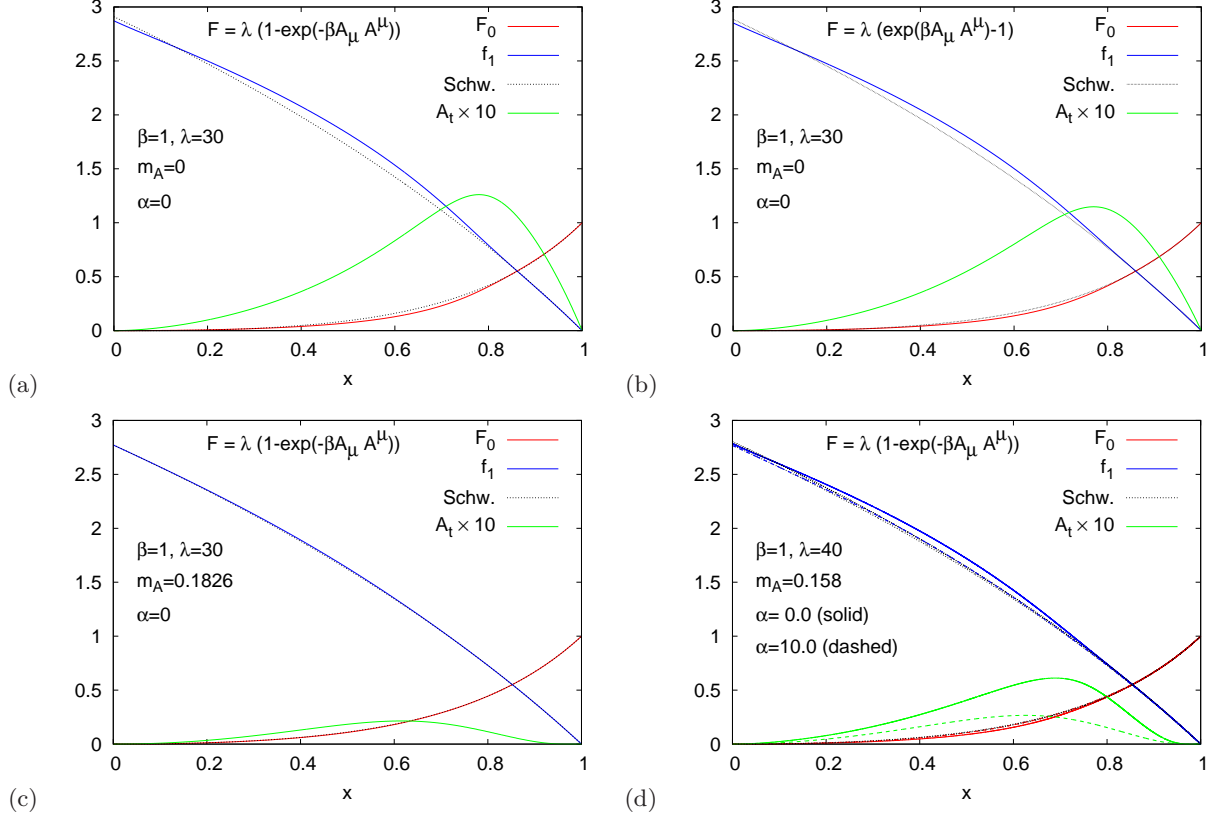 F = λ (1-exp(-βA_μ A^μ))
F_0
f_1
Schw.
A_t × 10
β=1, λ=30
m_A=0
α=0
3
2.5
2
1.5
1
0.5
0
0 0.2 0.4 0.6 0.8 1
x
(a)
F = λ (exp(βA_μ A^μ)-1)
F_0
f_1
Schw.
A_t × 10
β=1, λ=30
m_A=0
α=0
3
2.5
2
1.5
1
0.5
0
0 0.2 0.4 0.6 0.8 1
x
(b)
F = λ (1-exp(-βA_μ A^μ))
F_0
f_1
Schw.
A_t × 10
β=1, λ=30
m_A=0.1826
α=0
3
2.5
2
1.5
1
0.5
0
0 0.2 0.4 0.6 0.8 1
x
(c)
F = λ (1-exp(-βA_μ A^μ))
F_0
f_1
Schw.
A_t × 10
β=1, λ=40
m_A=0.158
α= 0.0 (solid)
α=10.0 (dashed)
3
2.5
2
1.5
1
0.5
0
0 0.2 0.4 0.6 0.8 1
x
(d)